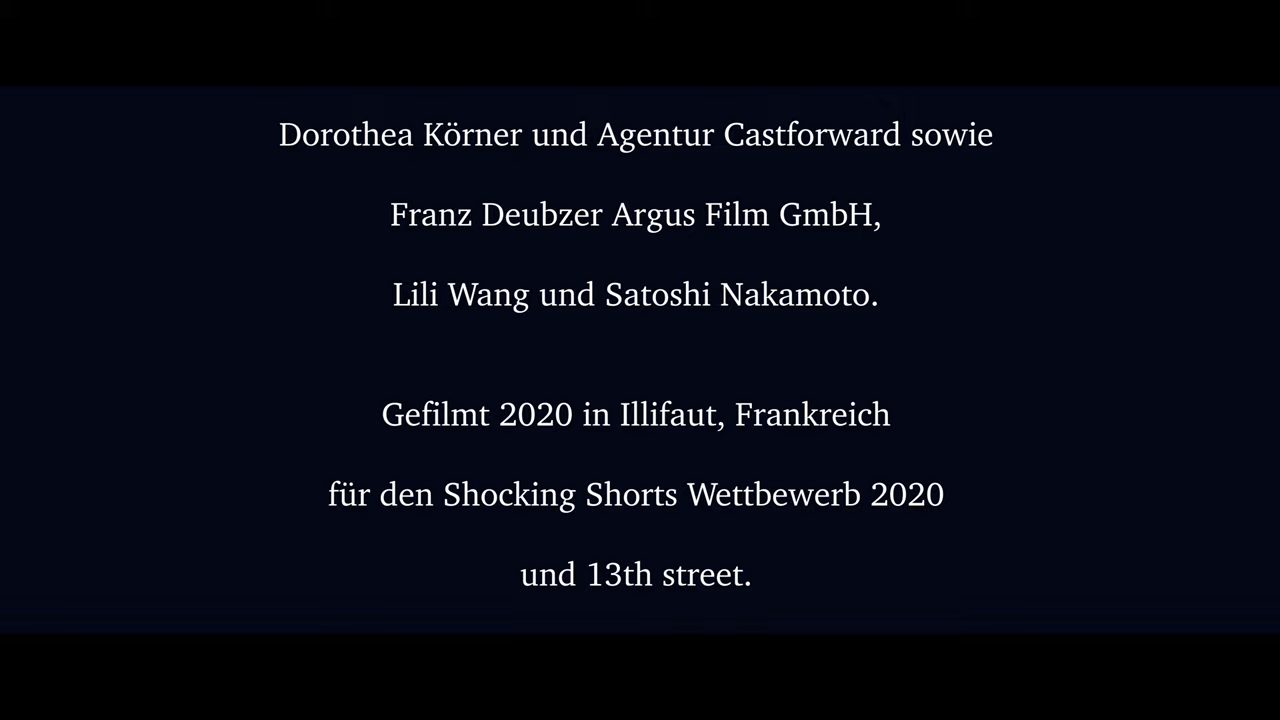 Dorothea Körner und Agentur Castforward sowie
Franz Deubzer Argus Film GmbH,
Lili Wang und Satoshi Nakamoto.
Gefilmt 2020 in Illifaut, Frankreich
für den Shocking Shorts Wettbewerb 2020
und 13th street.